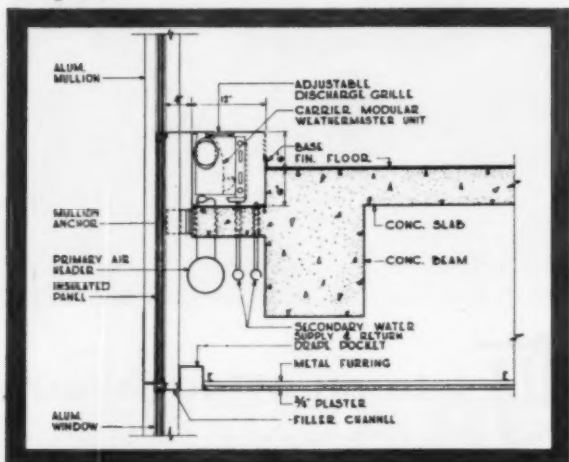 ALUM.
MULLION
4"
12"
ADJUSTABLE
DISCHARGE GRILLE
CARRIER MODULAR
WEATHERMASTER UNIT
BASE
FIN. FLOOR
MULLION
ANCHOR
CONC. SLAB
PRIMARY AIR
HEADER
CONC. BEAM
INSULATED
PANEL
SECONDARY WATER
SUPPLY & RETURN
DRAPE POCKET
METAL FURRING
3/4" PLASTER
ALUM.
WINDOW
FILLER CHANNEL